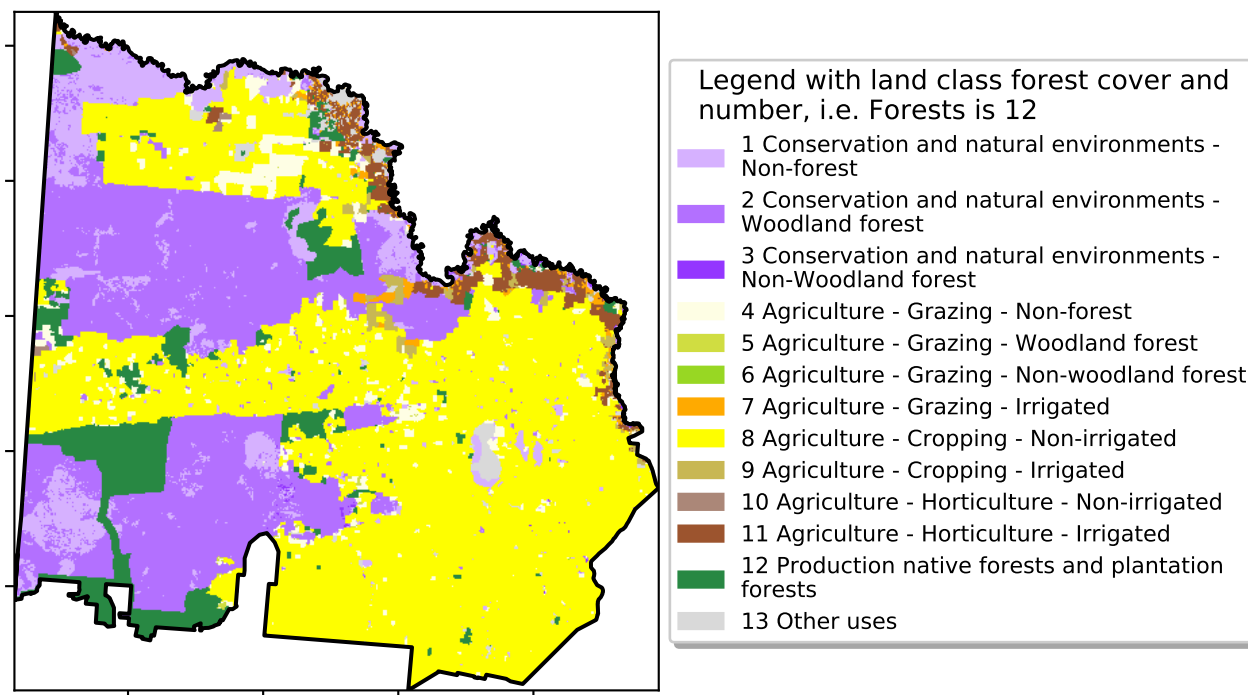 Legend with land class forest cover and
number, i.e. Forests is 12
1 Conservation and natural environments -
Non-forest
2 Conservation and natural environments -
Woodland forest
3 Conservation and natural environments -
Non-Woodland forest
4 Agriculture - Grazing - Non-forest
5 Agriculture - Grazing - Woodland forest
6 Agriculture - Grazing - Non-woodland forest
7 Agriculture - Grazing - Irrigated
8 Agriculture - Cropping - Non-irrigated
9 Agriculture - Cropping - Irrigated
10 Agriculture - Horticulture - Non-irrigated
11 Agriculture - Horticulture - Irrigated
12 Production native forests and plantation
forests
13 Other uses